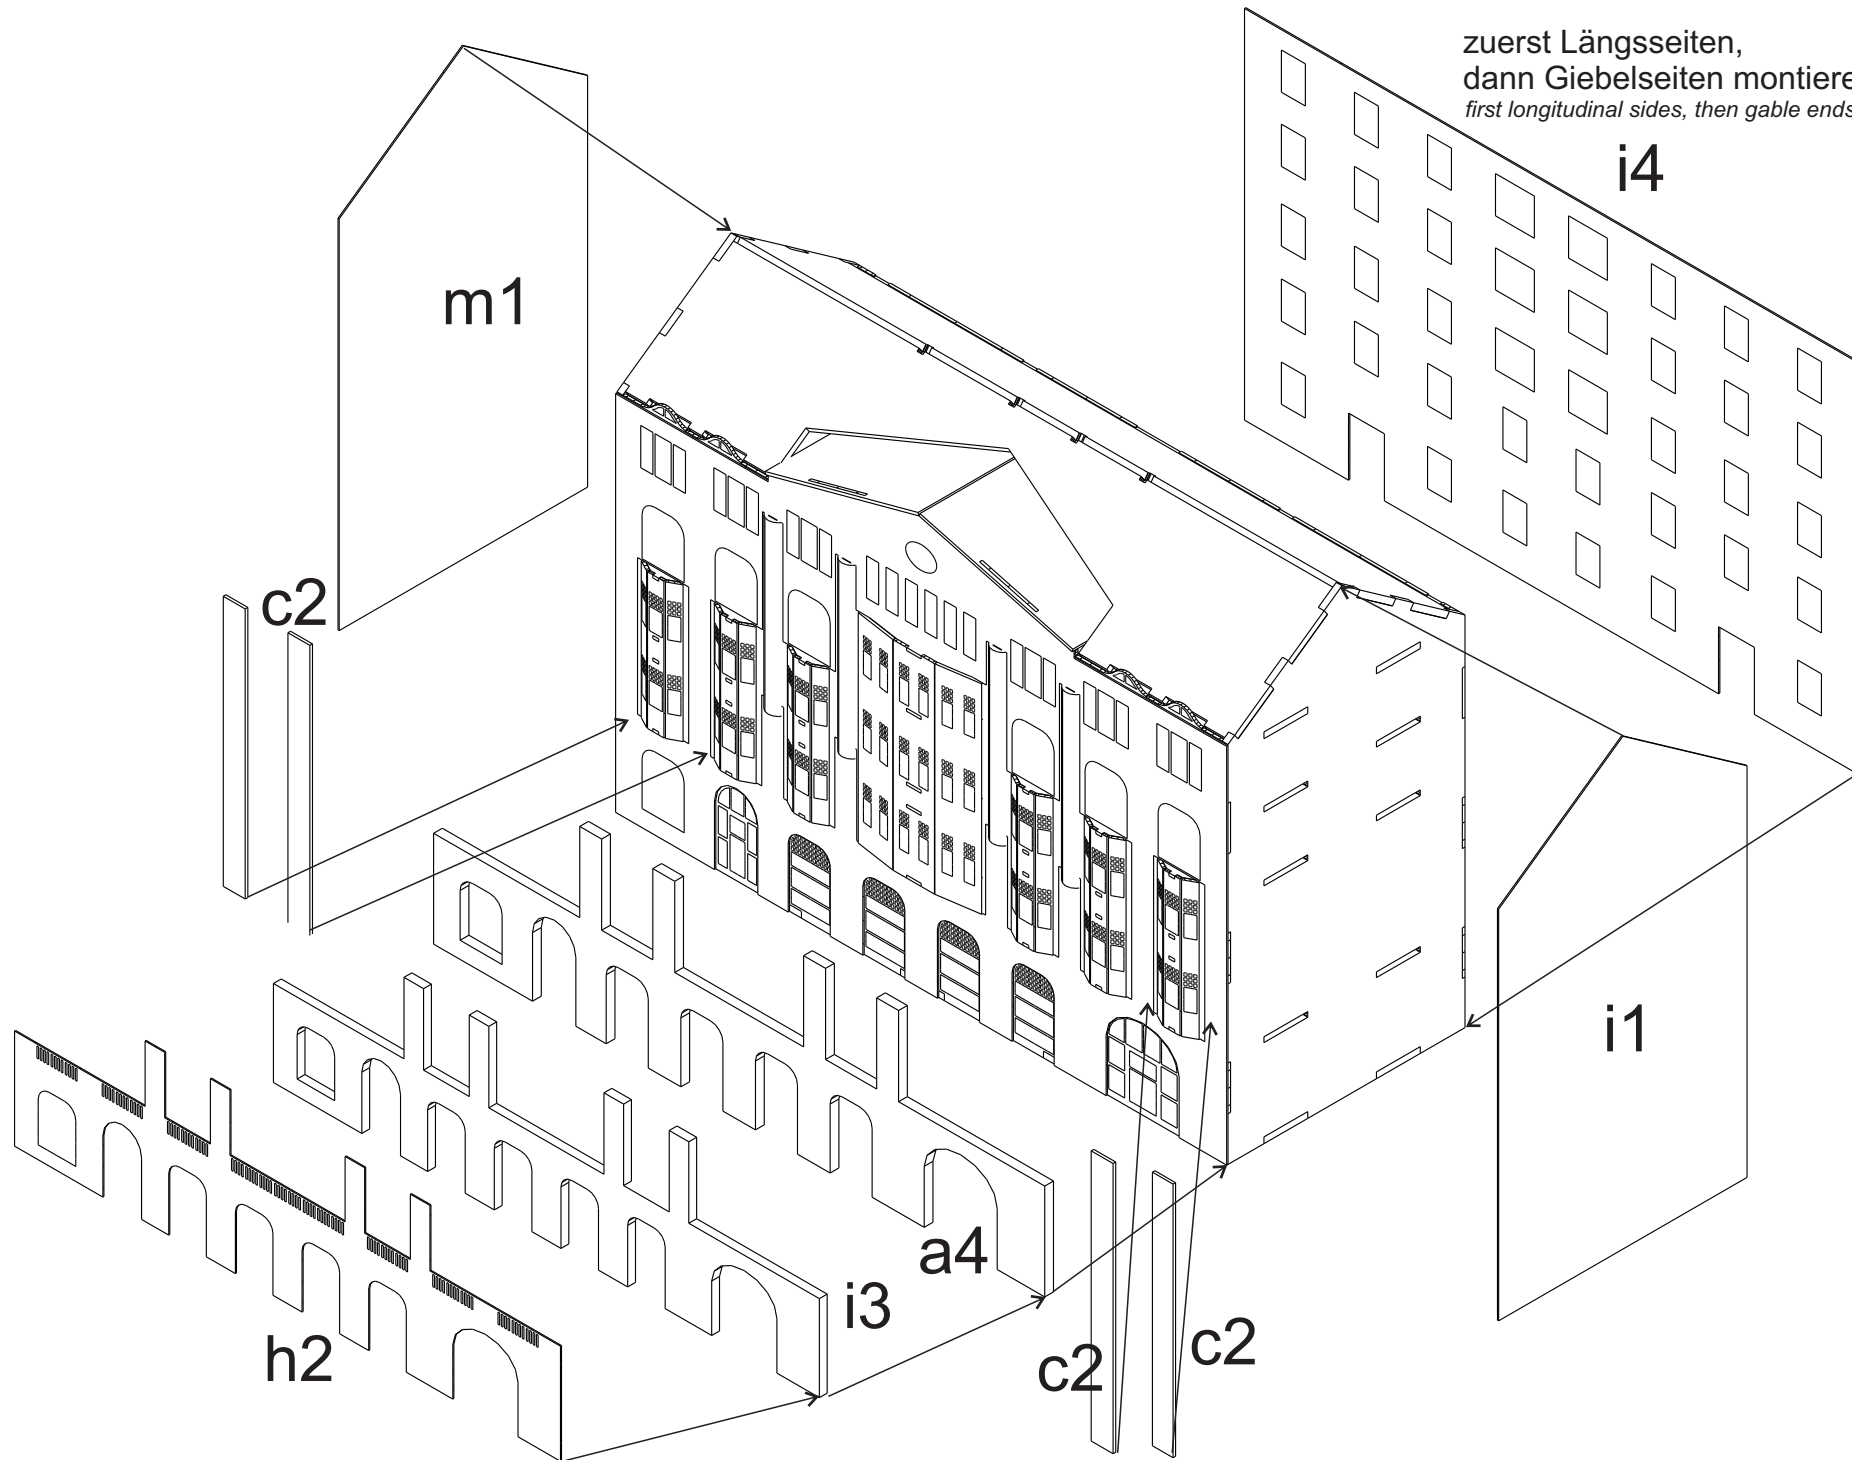 zuerst Längsseiten,
dann Giebelseiten montiere
first longitudinal sides, then gable ends
i4
m1
c2
i1
a4
i3
h2
c2
c2